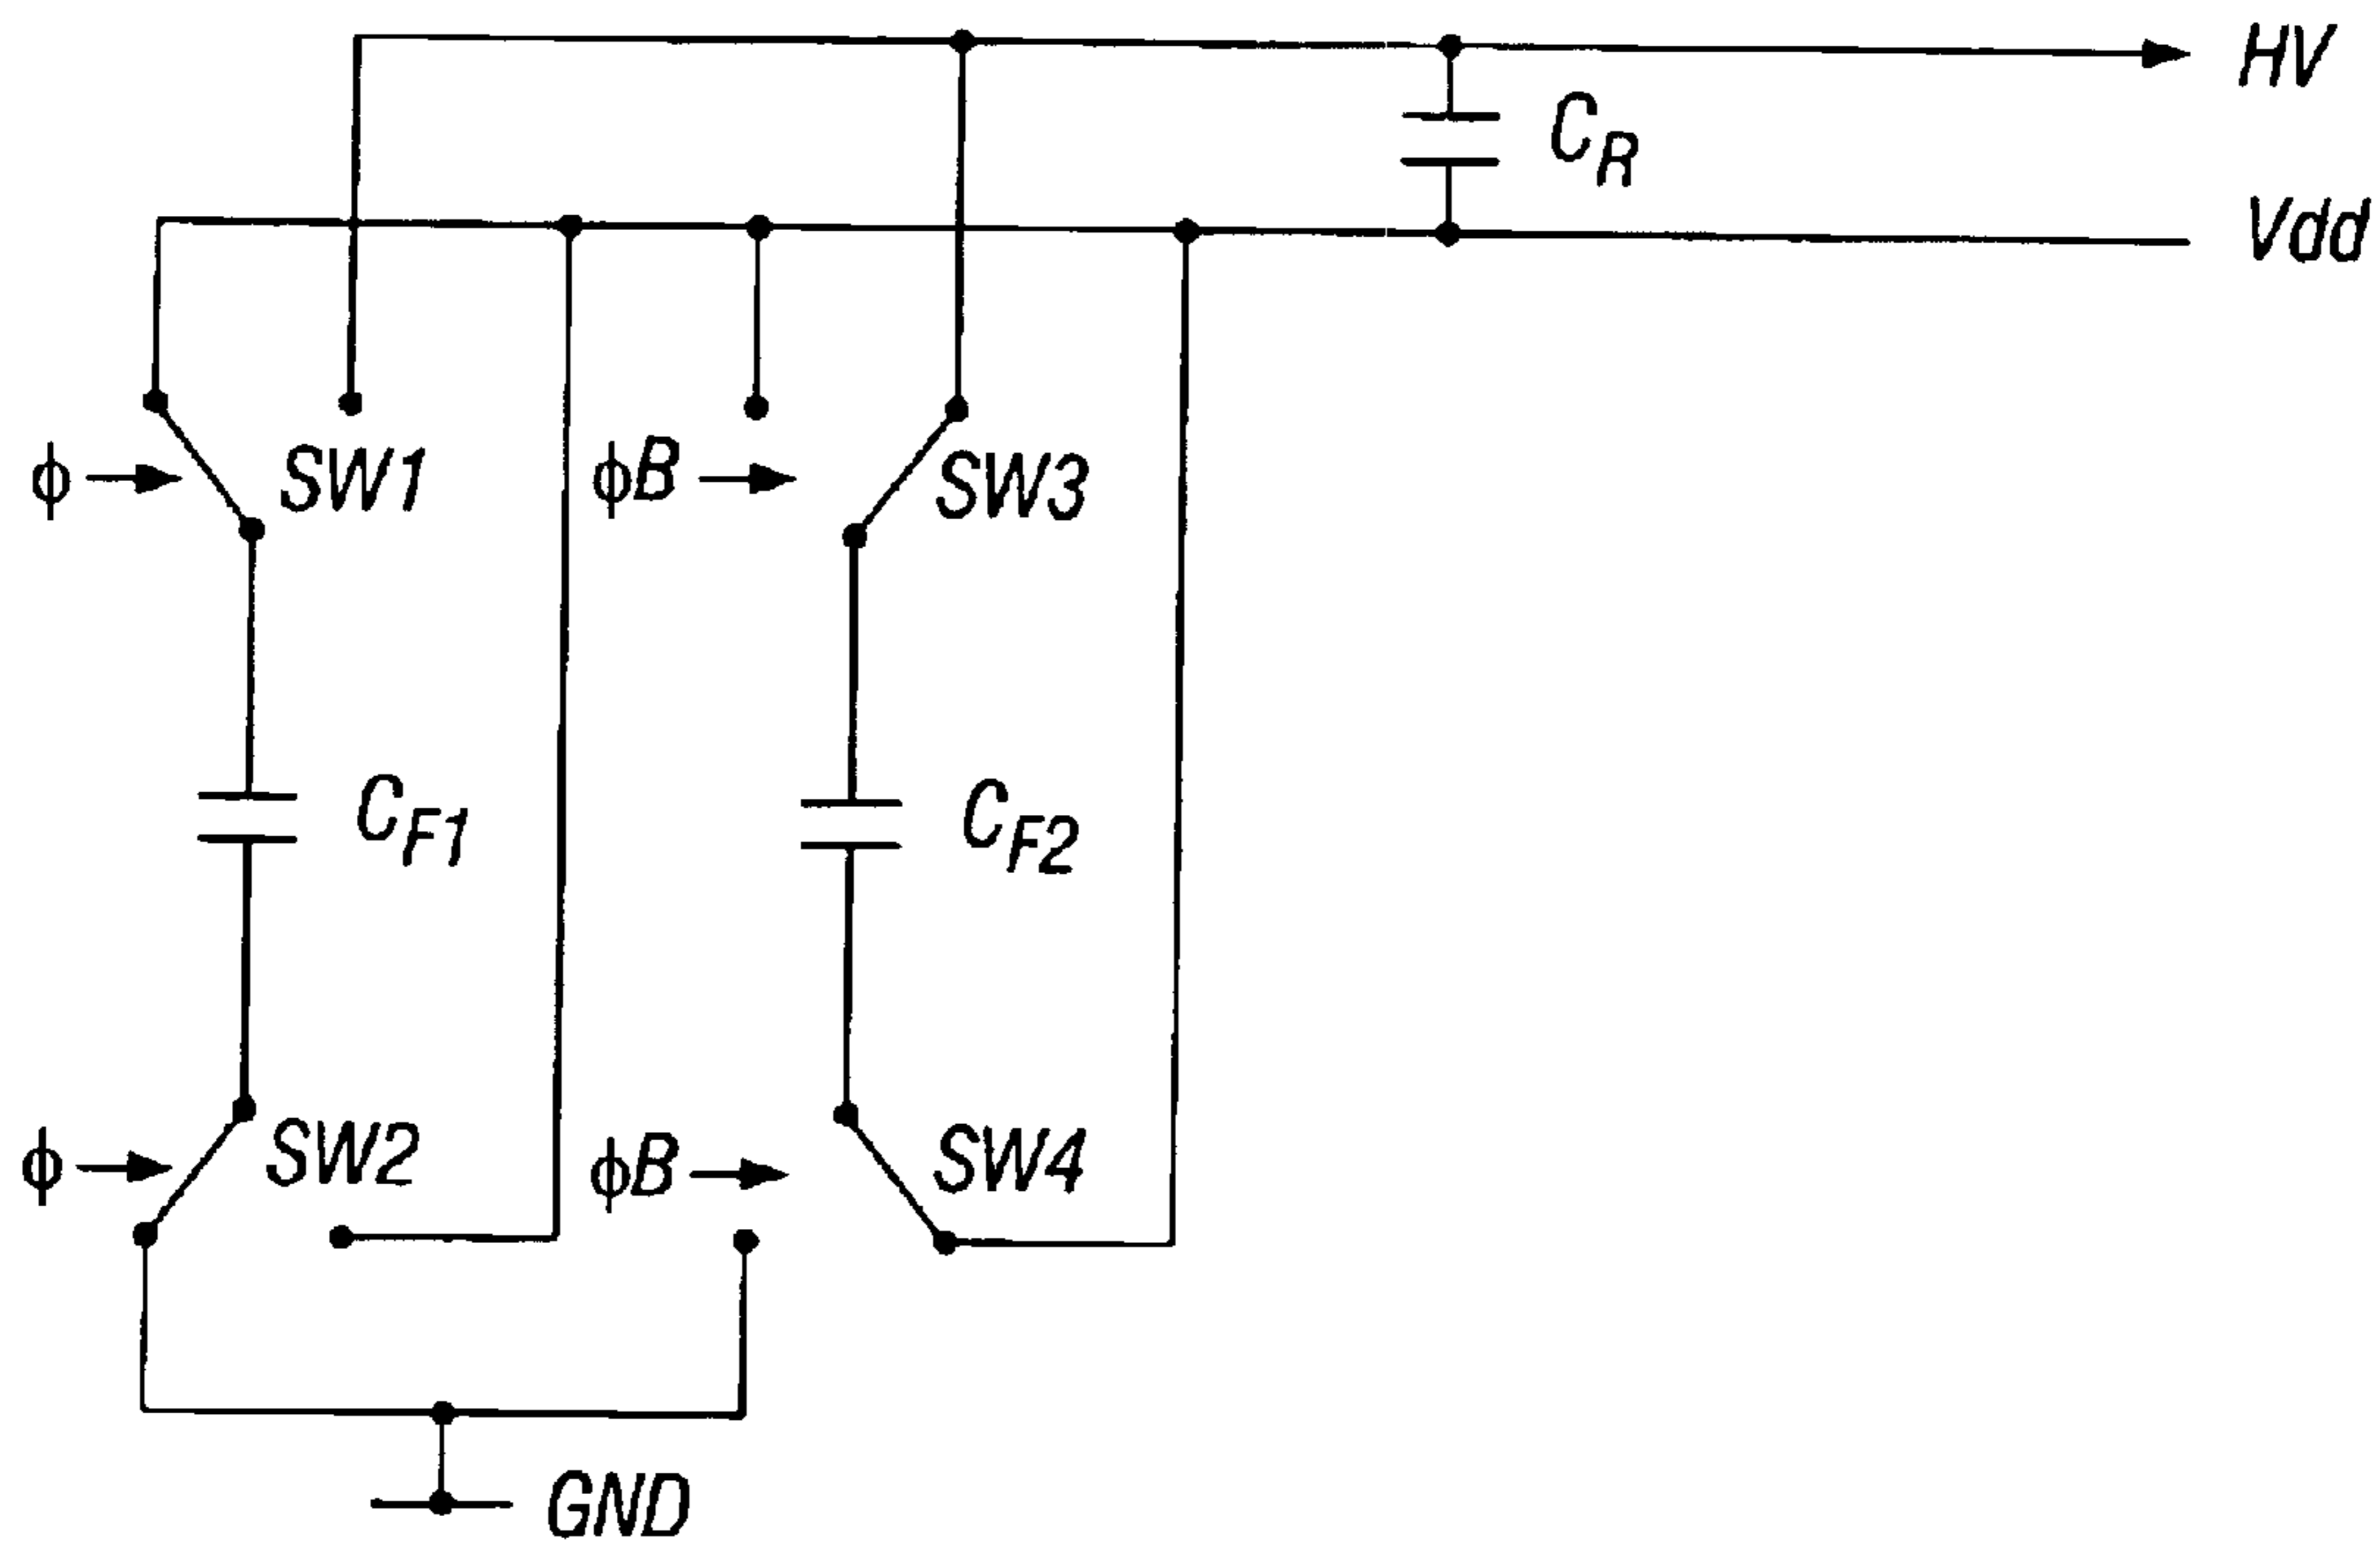 HV
C_R
Vdd
ϕ
SW1
ϕB
SW3
C_F1
C_F2
ϕ
SW2
ϕB
SW4
GND